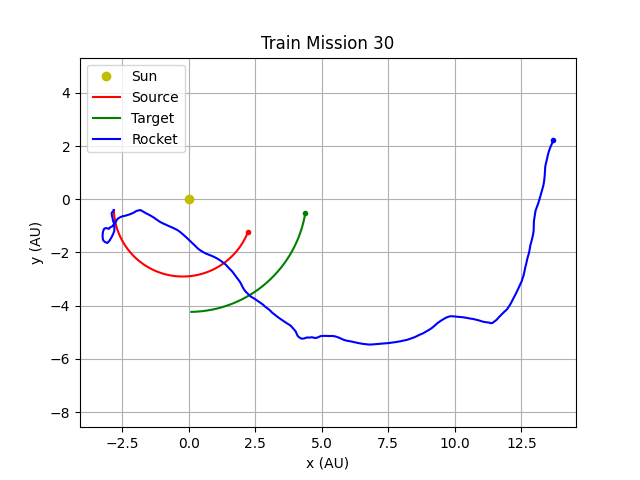 Train Mission 30
Sun
Source
Target
Rocket
y (AU)
4
2
0
−2
−4
−6
−8
−2.5
0.0
2.5
5.0
7.5
10.0
12.5
x (AU)